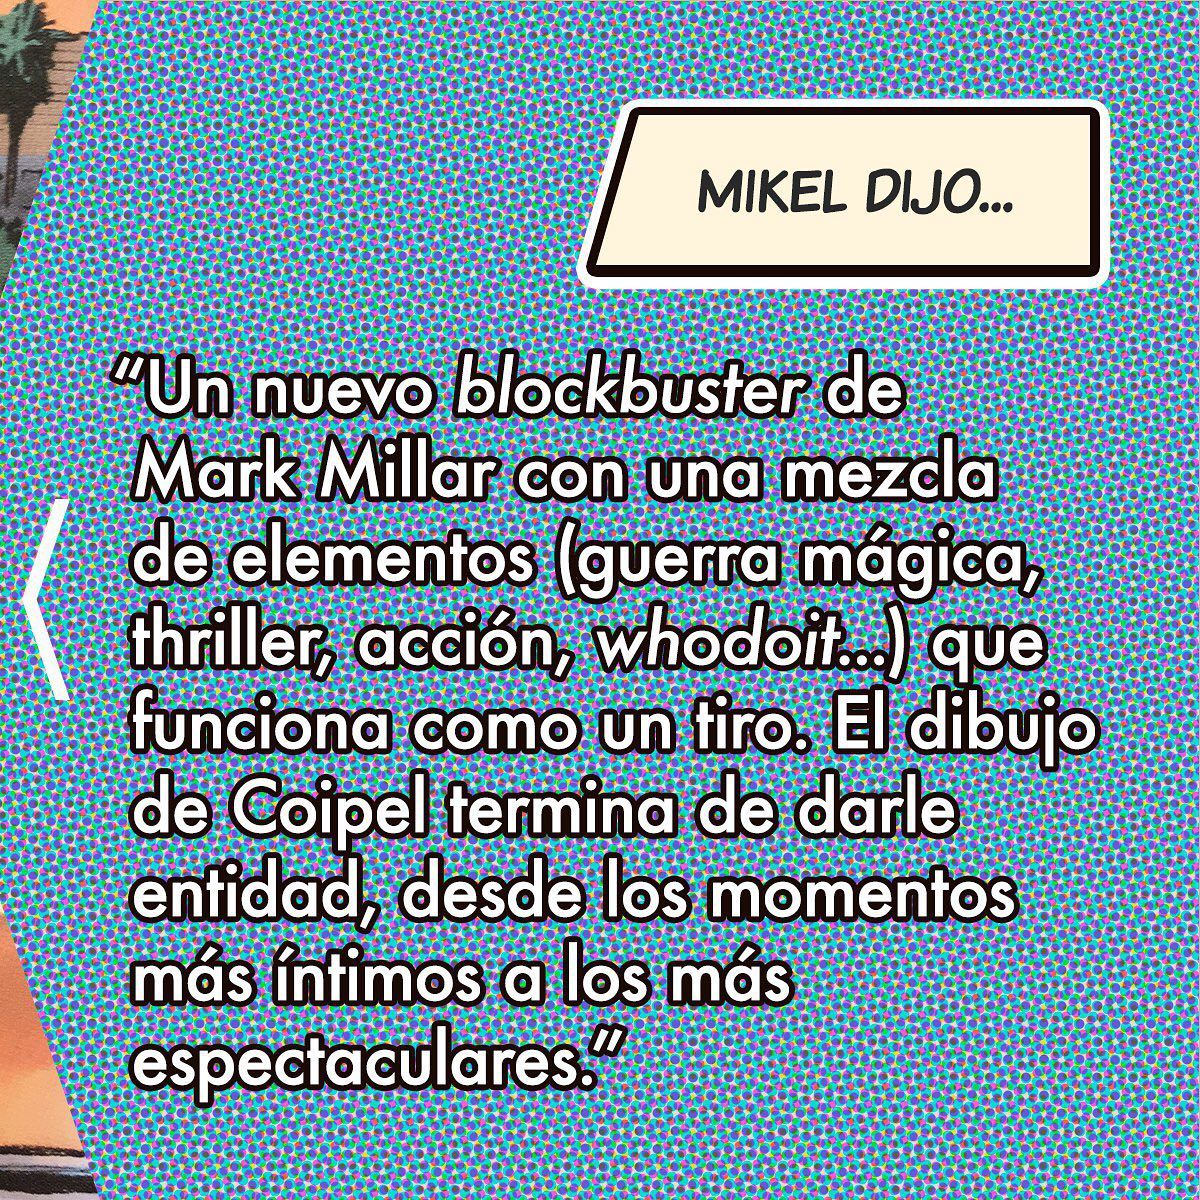 MIKEL DIJO...
“Un nuevo blockbuster de
Mark Millar con una mezcla
de elementos (guerra mágica,
thriller, acción, whodoit...) que
funciona como un tiro. El dibujo
de Coipel termina de darle
entidad, desde los momentos
más íntimos a los más
espectaculares.”